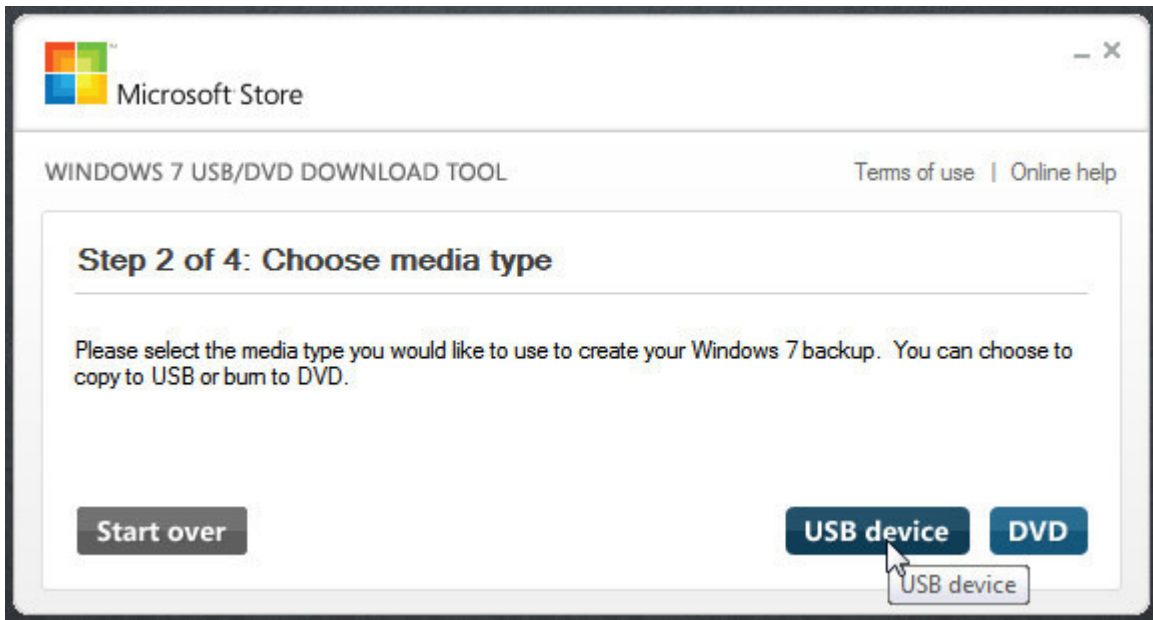 Microsoft Store
WINDOWS 7 USB/DVD DOWNLOAD TOOL
Terms of use | Online help
Step 2 of 4: Choose media type
Please select the media type you would like to use to create your Windows 7 backup. You can choose to
copy to USB or burn to DVD.
Start over
USB device
DVD
USB device